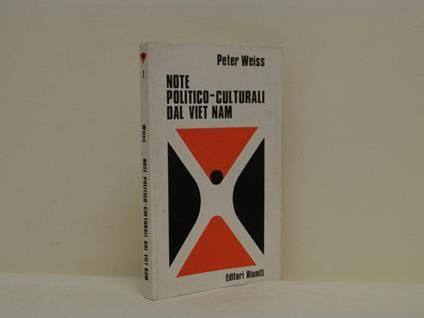 Peter Weiss
NOTE
POLITICO-CULTURALI
DAL VIET NAM
Editori Riuniti
1
Weiss
NOTE POLITICO-CULTURALI DAL VIET NAM